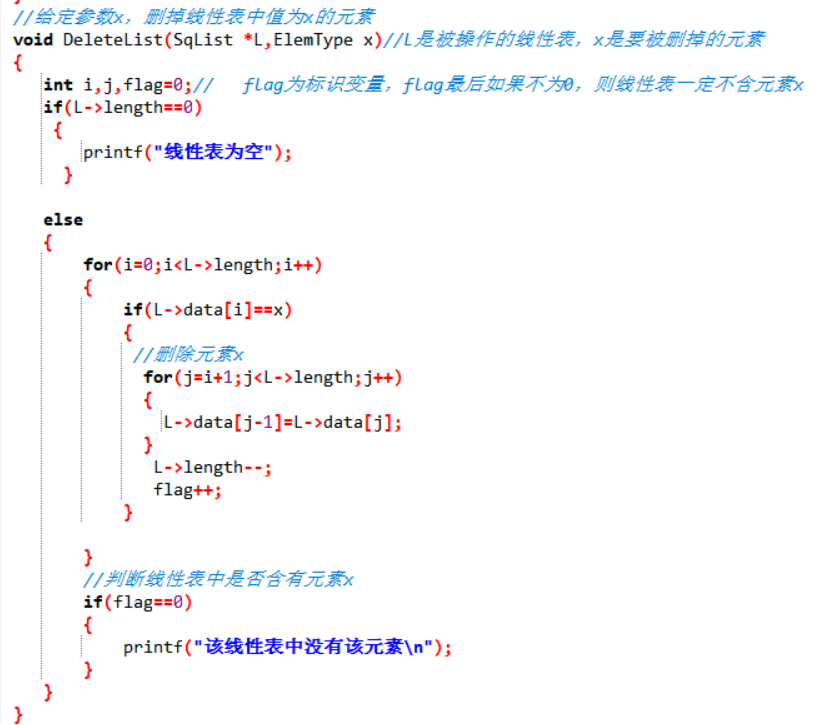 //给定参数x，删掉线性表中值为x的元素
void DeleteList(SqList *L,ElemType x)//L是被操作的线性表，x是要被删掉的元素
{
int i,j,flag=0;// flag为标识变量，flag最后如果不为0，则线性表一定不含元素x
if(L->length==0)
{
printf("线性表为空");
}
else
{
for(i=0;i<L->length;i++)
{
if(L->data[i]==x)
{
//删除元素x
for(j=i+1;j<L->length;j++)
{
L->data[j-1]=L->data[j];
}
L->length--;
flag++;
}
}
//判断线性表中是否含有元素x
if(flag==0)
{
printf("该线性表中没有该元素\n");
}
}
}